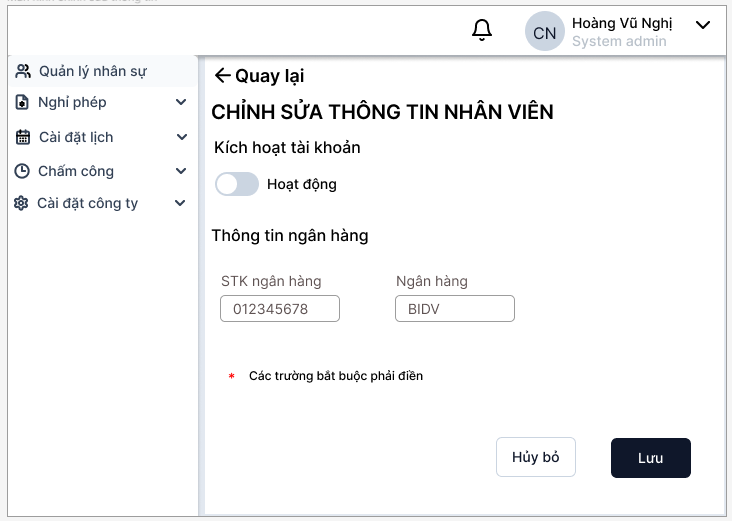 Hoàng Vũ Nghị
CN
System admin
Quản lý nhân sự
Nghỉ phép
Cài đặt lịch
Chấm công
Cài đặt công ty
Quay lại
CHỈNH SỬA THÔNG TIN NHÂN VIÊN
Kích hoạt tài khoản
Hoạt động
Thông tin ngân hàng
STK ngân hàng Ngân hàng
012345678 BIDV
* Các trường bắt buộc phải điền
Hủy bỏ Lưu